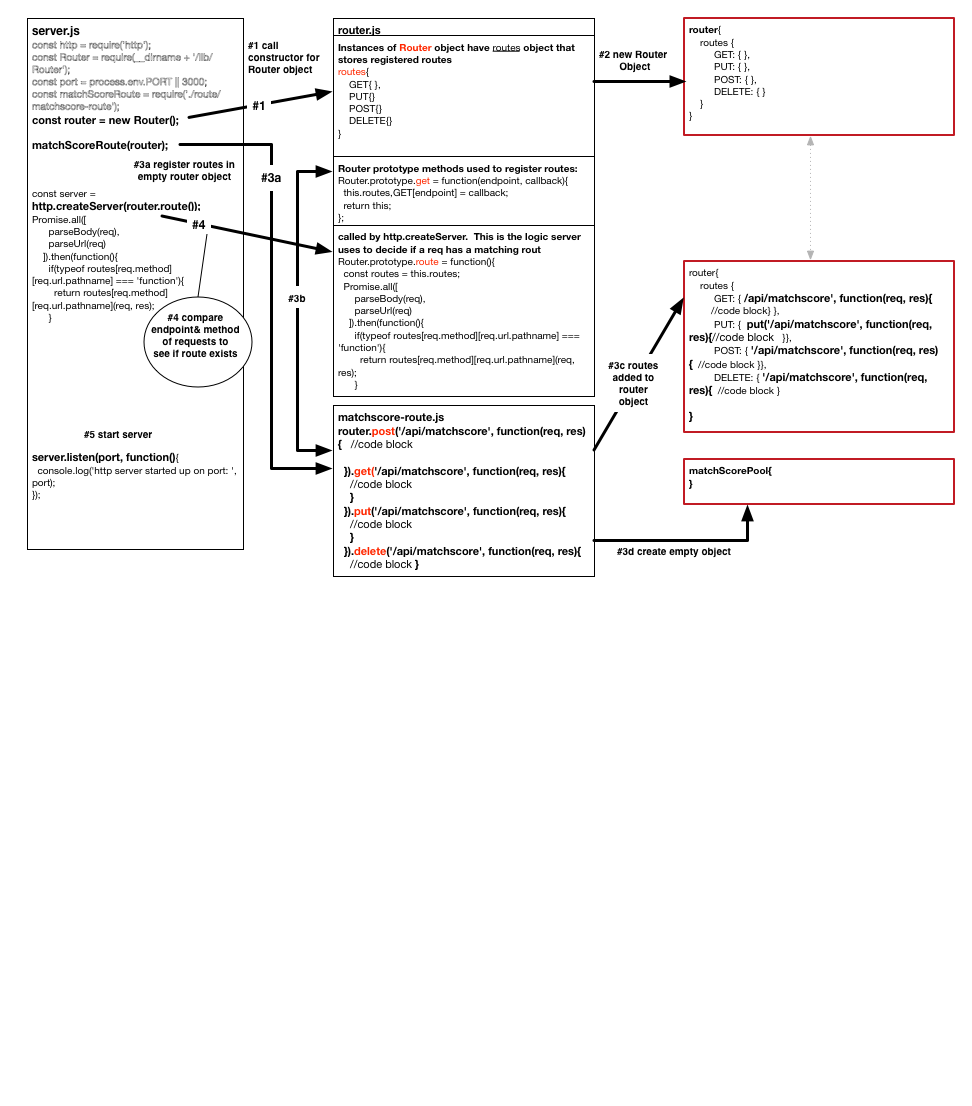 server.js
const http = require('http');
const Router = require(__dirname + '/lib/
Router');
const port = process.env.PORT || 3000;
const matchScoreRoute = require('./route/
matchscore-route');
const router = new Router();
matchScoreRoute(router);
#3a register routes in
empty router object
const server =
http.createServer(router.route());
Promise.all([
parseBody(req),
parseUrl(req)
]).then(function(){
if(typeof routes[req.method]
[req.url.pathname] === 'function'){
return routes[req.method]
[req.url.pathname](req, res);
}
#4 compare
endpoint& method
of requests to
see if route exists
#5 start server
server.listen(port, function(){
console.log('http server started up on port: ',
port);
});
#1 call
constructor for
Router object
#1
#3a
#4
#3b
router.js
Instances of Router object have routes object that
stores registered routes
routes{
GET{ },
PUT{}
POST{}
DELETE{}
}
Router prototype methods used to register routes:
Router.prototype.get = function(endpoint, callback){
this.routes,GET[endpoint] = callback;
return this;
};
called by http.createServer.  This is the logic server
uses to decide if a req has a matching rout
Router.prototype.route = function(){
const routes = this.routes;
Promise.all([
parseBody(req),
parseUrl(req)
]).then(function(){
if(typeof routes[req.method][req.url.pathname] ===
'function'){
return routes[req.method][req.url.pathname](req,
res);
}
matchscore-route.js
router.post('/api/matchscore', function(req, res)
{   //code block
}).get('/api/matchscore', function(req, res){
//code block
}
}).put('/api/matchscore', function(req, res){
//code block
}
}).delete('/api/matchscore', function(req, res){
//code block }
#2 new Router
Object
#3c routes
added to
router
object
#3d create empty object
router{
routes {
GET: { },
PUT: { },
POST: { },
DELETE: { }
}
}
router{
routes {
GET: { /api/matchscore', function(req, res){
//code block} },
PUT: {  put('/api/matchscore', function(req,
res){//code block   }},
POST: { '/api/matchscore', function(req, res)
{  //code block }},
DELETE: { '/api/matchscore', function(req,
res){  //code block }
}
matchScorePool{
}